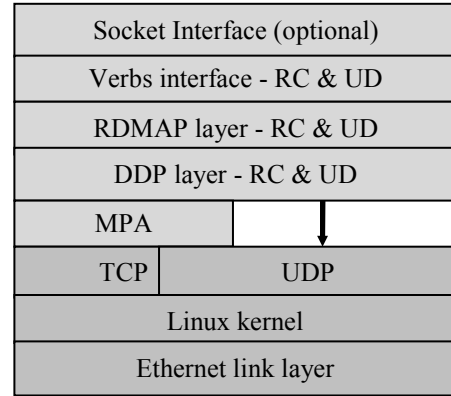 Socket Interface (optional)
Verbs interface - RC & UD
RDMAP layer - RC & UD
DDP layer - RC & UD
MPA
TCP UDP
Linux kernel
Ethernet link layer